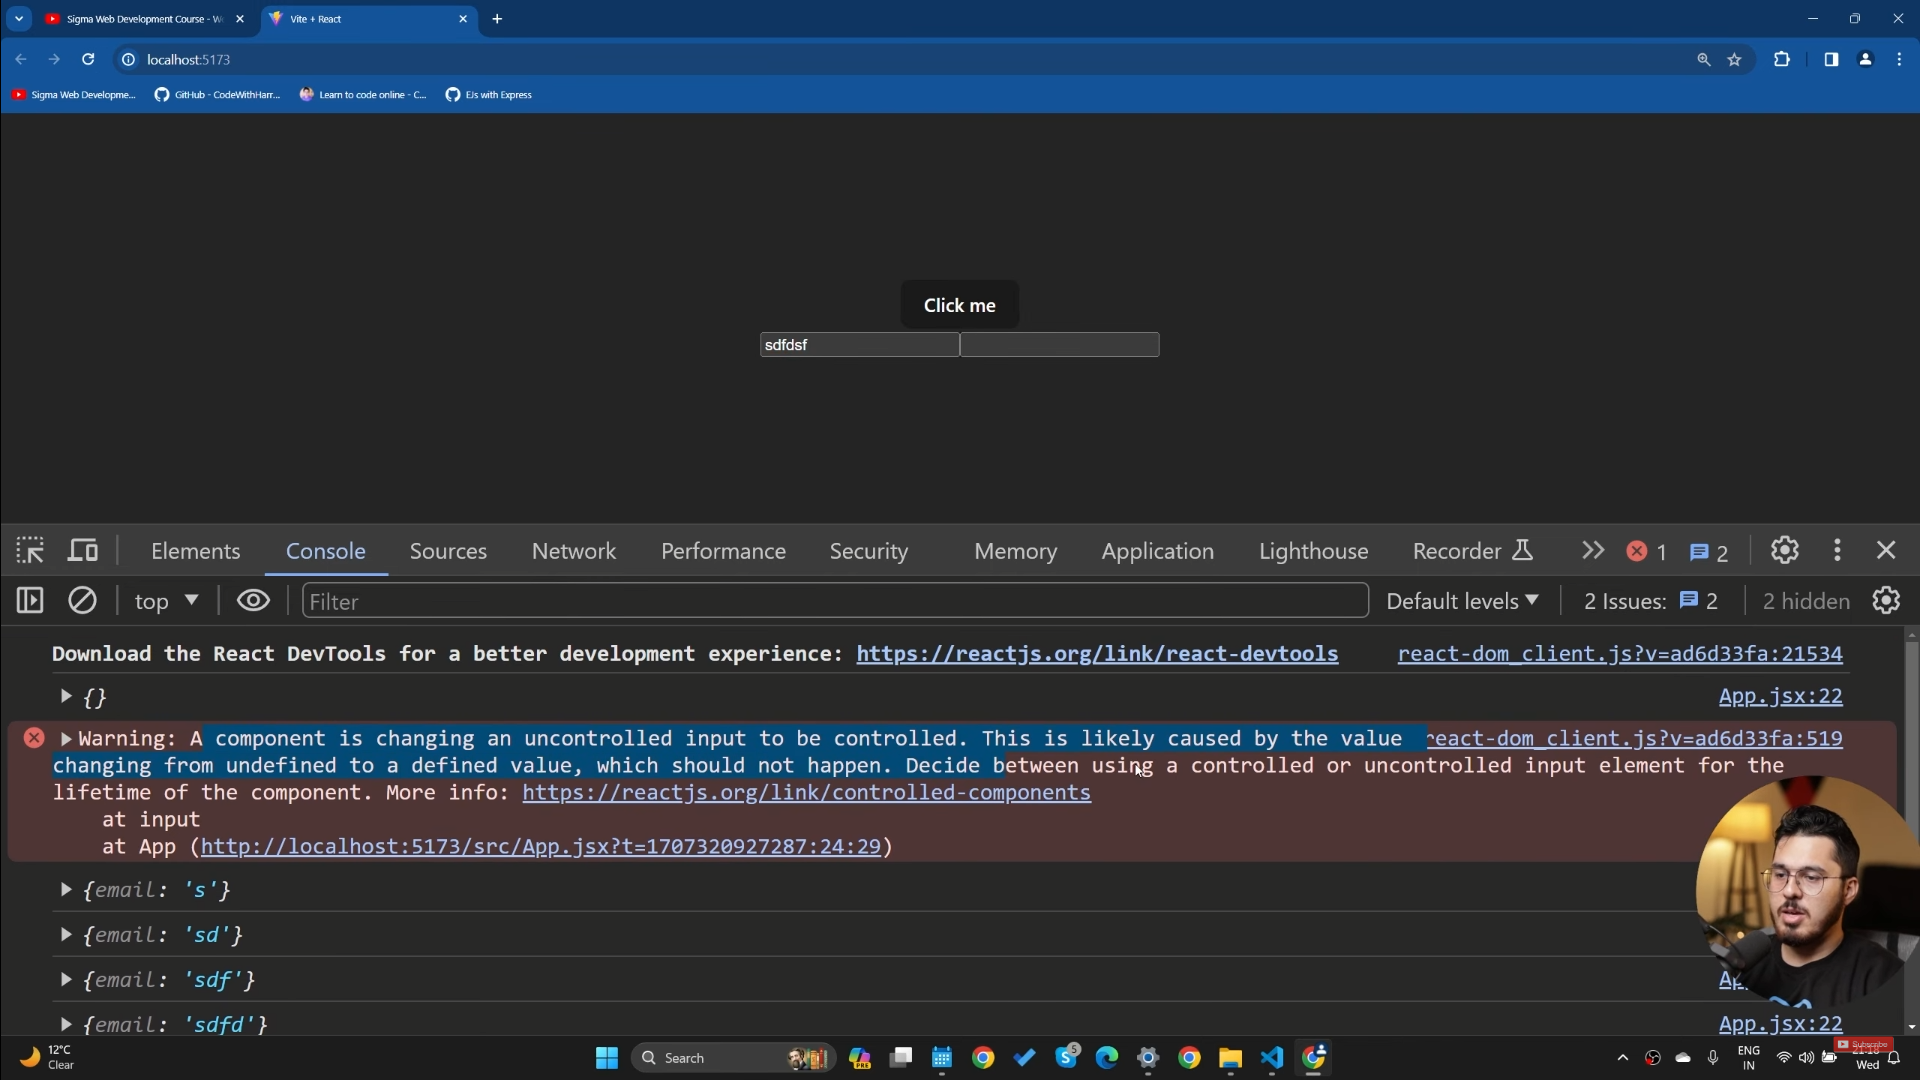 Sigma Web Development Course - W
Vite + React
localhost:5173
Sigma Web Developme...
GitHub - CodeWithHarr...
Learn to code online - C...
EJs with Express
Click me
sdfdsf
Elements
Console
Sources
Network
Performance
Security
Memory
Application
Lighthouse
Recorder
1
2
top
Filter
Default levels
2 Issues:
2
2 hidden
Download the React DevTools for a better development experience: https://reactjs.org/link/react-devtools
react-dom_client.js?v=ad6d33fa:21534
{}
App.jsx:22
Warning: A component is changing an uncontrolled input to be controlled. This is likely caused by the value
react-dom_client.js?v=ad6d33fa:519
changing from undefined to a defined value, which should not happen. Decide between using a controlled or uncontrolled input element for the
lifetime of the component. More info: https://reactjs.org/link/controlled-components
at input
at App (http://localhost:5173/src/App.jsx?t=1707320927287:24:29)
{email: 's'}
{email: 'sd'}
{email: 'sdf'}
Ap
{email: 'sdfd'}
App.jsx:22
12°C
Clear
Search
PRE
5
ENG
IN
Subscribe
Wed